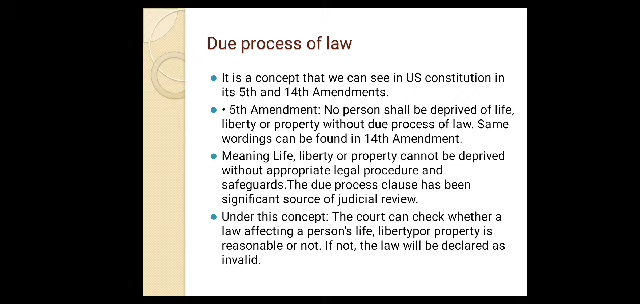 Due process of law
It is a concept that we can see in US constitution in
its 5th and 14th Amendments.
• 5th Amendment: No person shall be deprived of life,
liberty or property without due process of law. Same
wordings can be found in 14th Amendment.
Meaning Life, liberty or property cannot be deprived
without appropriate legal procedure and
safeguards.The due process clause has been
significant source of judicial review.
Under this concept: The court can check whether a
law affecting a person's life, libertypor property is
reasonable or not. If not, the law will be declared as
invalid.